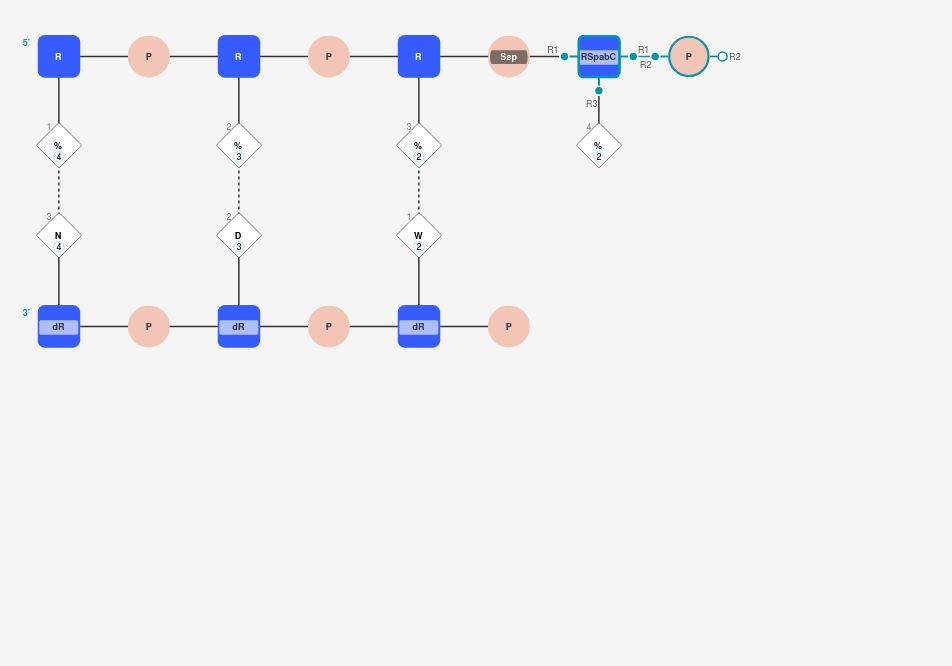 5' R P R P R Ssp R1 RSpabC R1 R2 P R2
R3
1 2 3 4
% % % %
4 3 2 2
3 2 1
N D W
4 3 2
3' dR P dR P dR P